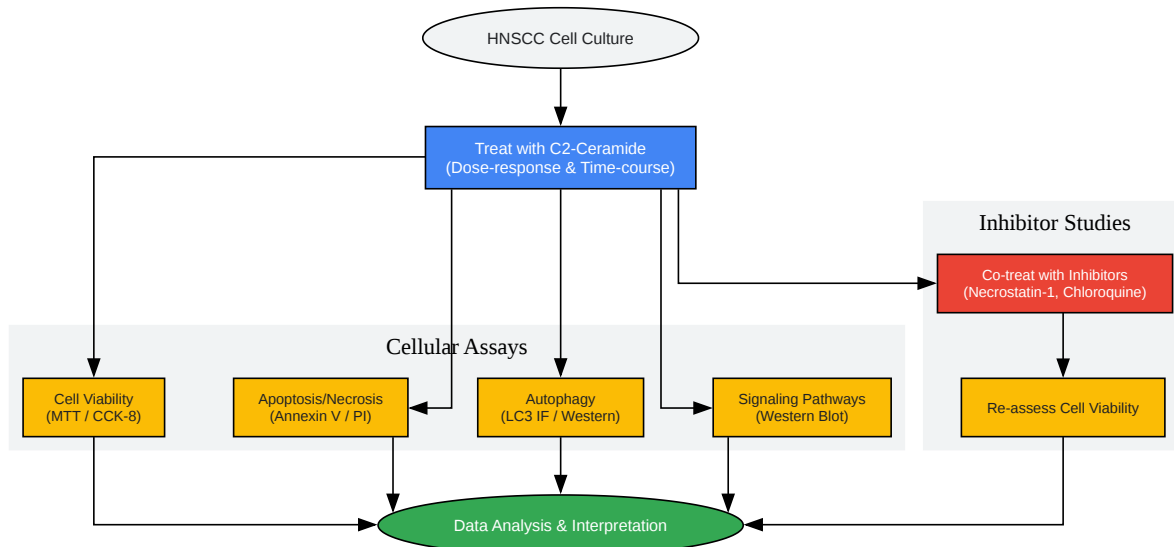 HNSCC Cell Culture
Treat with C2-Ceramide
(Dose-response & Time-course)
Inhibitor Studies
Co-treat with Inhibitors
(Necrostatin-1, Chloroquine)
Cellular Assays
Cell Viability
(MTT / CCK-8)
Apoptosis/Necrosis
(Annexin V / PI)
Autophagy
(LC3 IF / Western)
Signaling Pathways
(Western Blot)
Re-assess Cell Viability
Data Analysis & Interpretation